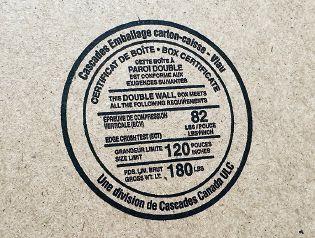 Cascades Emballage carton-caisse - Viau
CERTIFICAT DE BOÎTE • BOX CERTIFICATE
CETTE BOÎTE À
PAROI DOUBLE
EST CONFORME AUX
EXIGENCES SUIVANTES
THIS DOUBLE WALL BOX MEETS
ALL THE FOLLOWING REQUIREMENTS
ÉPREUVE DE COMPRESSION
VERTICALE (ECV)
82
LBS / POUCE
LBS/PINCH
EDGE CRUSH TEST (ECT)
GRANDEUR LIMITE
SIZE LIMIT
120
POUCES
INCHES
PDS. LIM. BRUT
GROSS WT. LT.
180 LBS
Une division de Cascades Canada ULC